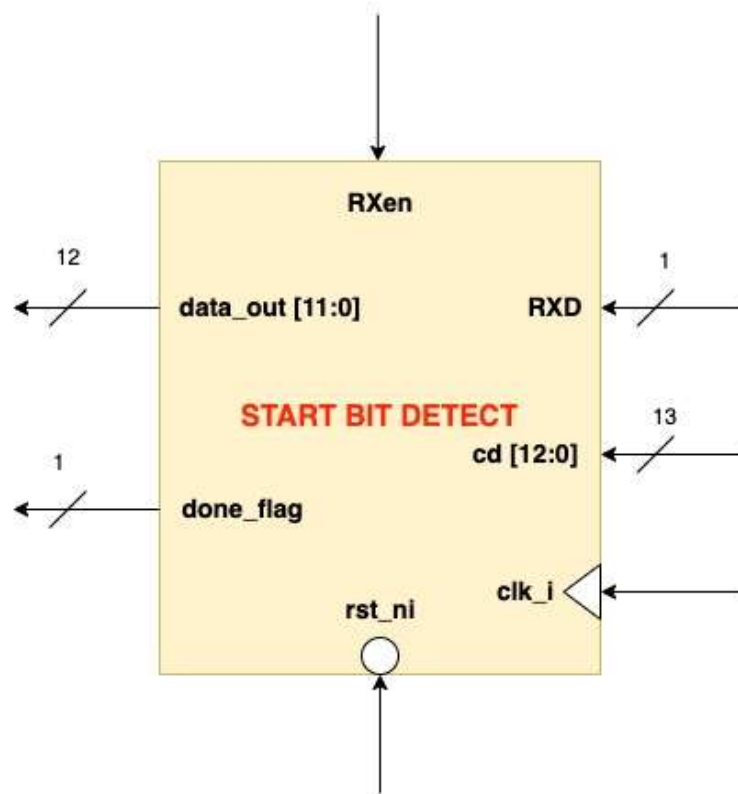 RXen
12
1
data_out [11:0]
RXD
START BIT DETECT
13
cd [12:0]
1
done_flag
clk_i
rst_ni